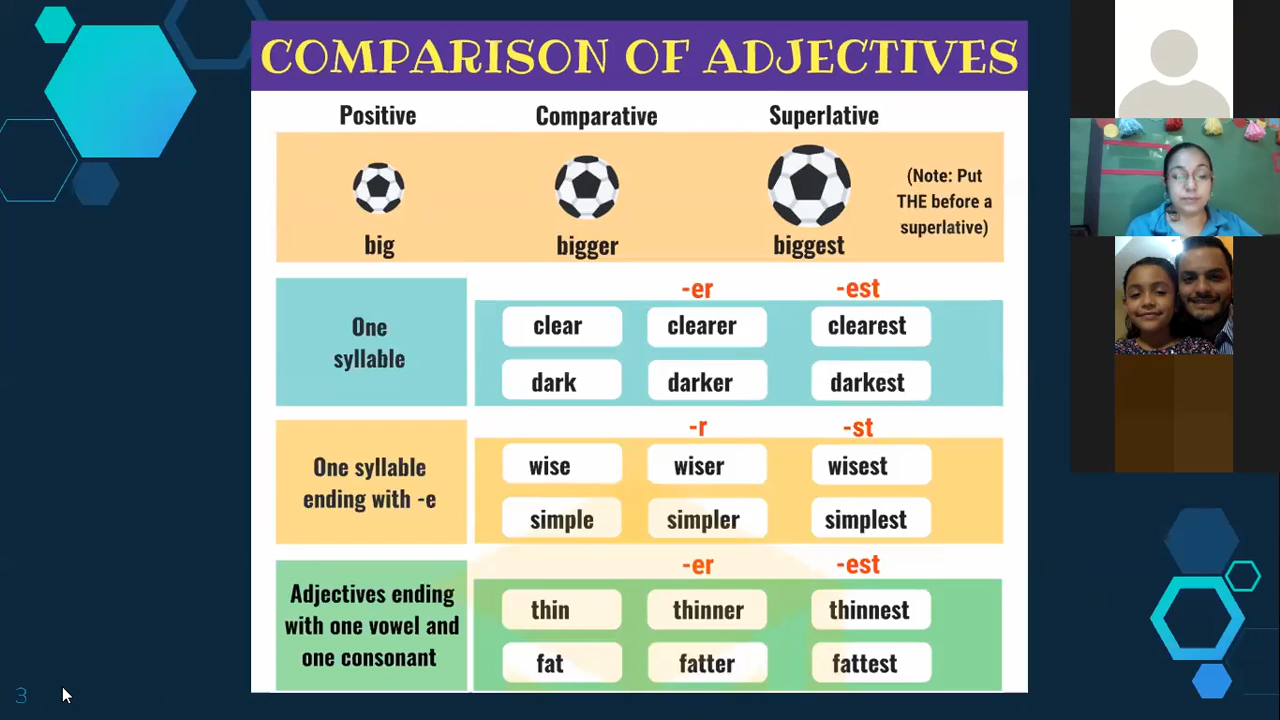 COMPARISON OF ADJECTIVES
Positive Comparative Superlative
(Note: Put
THE before a
superlative)
big bigger biggest
-er -est
One
syllable
clear clearer clearest
dark darker darkest
-r -st
One syllable
ending with -e
wise wiser wisest
simple simpler simplest
-er -est
Adjectives ending
with one vowel and
one consonant
thin thinner thinnest
fat fatter fattest
3